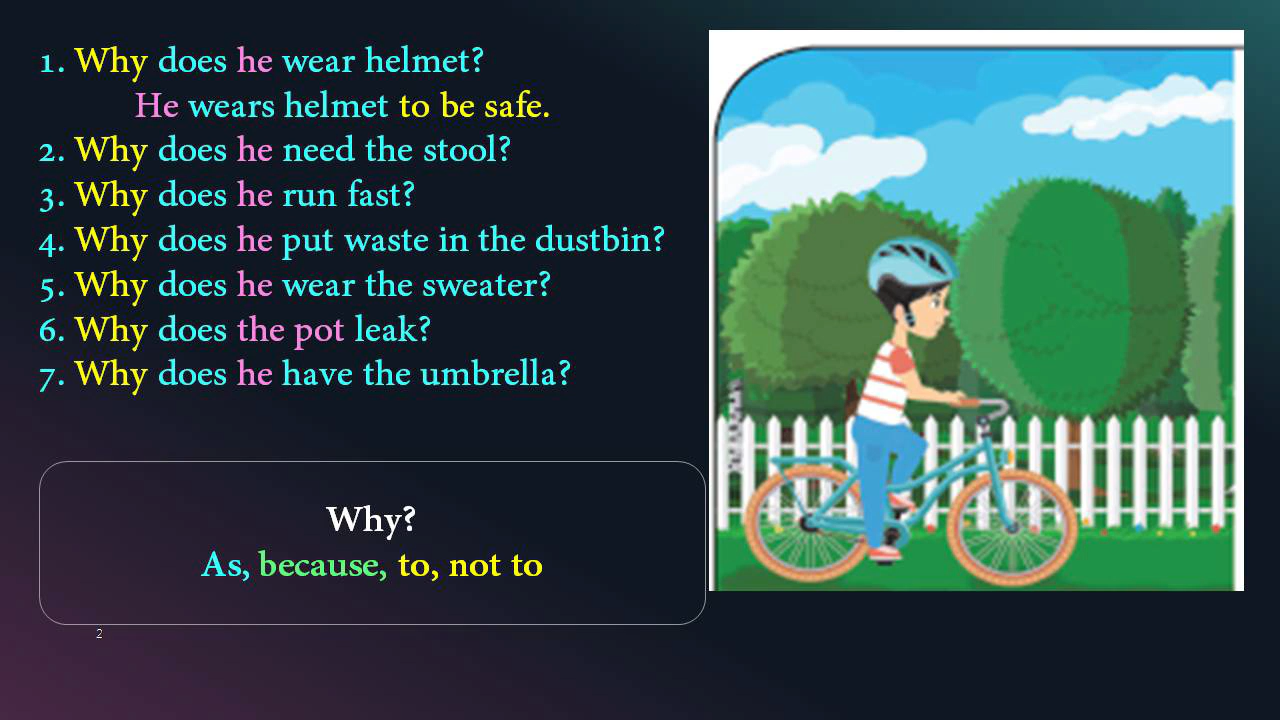 1. Why does he wear helmet?
He wears helmet to be safe.
2. Why does he need the stool?
3. Why does he run fast?
4. Why does he put waste in the dustbin?
5. Why does he wear the sweater?
6. Why does the pot leak?
7. Why does he have the umbrella?
Why?
As, because, to, not to
2